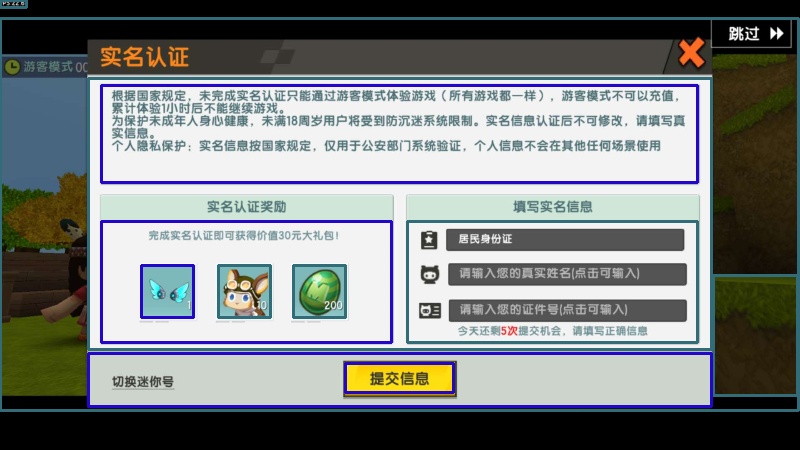 跳过
实名认证
游客模式
根据国家规定，未完成实名认证只能通过游客模式体验游戏（所有游戏都一样），游客模式不可以充值，
累计体验1小时后不能继续游戏。
为保护未成年人身心健康，未满18周岁用户将受到防沉迷系统限制。实名信息认证后不可修改，请填写真
实信息。
个人隐私保护：实名信息按国家规定，仅用于公安部门系统验证，个人信息不会在其他任何场景使用
实名认证奖励
填写实名信息
完成实名认证即可获得价值30元大礼包！
居民身份证
请输入您的真实姓名(点击可输入)
1
10
200
请输入您的证件号(点击可输入)
今天还剩5次提交机会，请填写正确信息
切换迷你号
提交信息